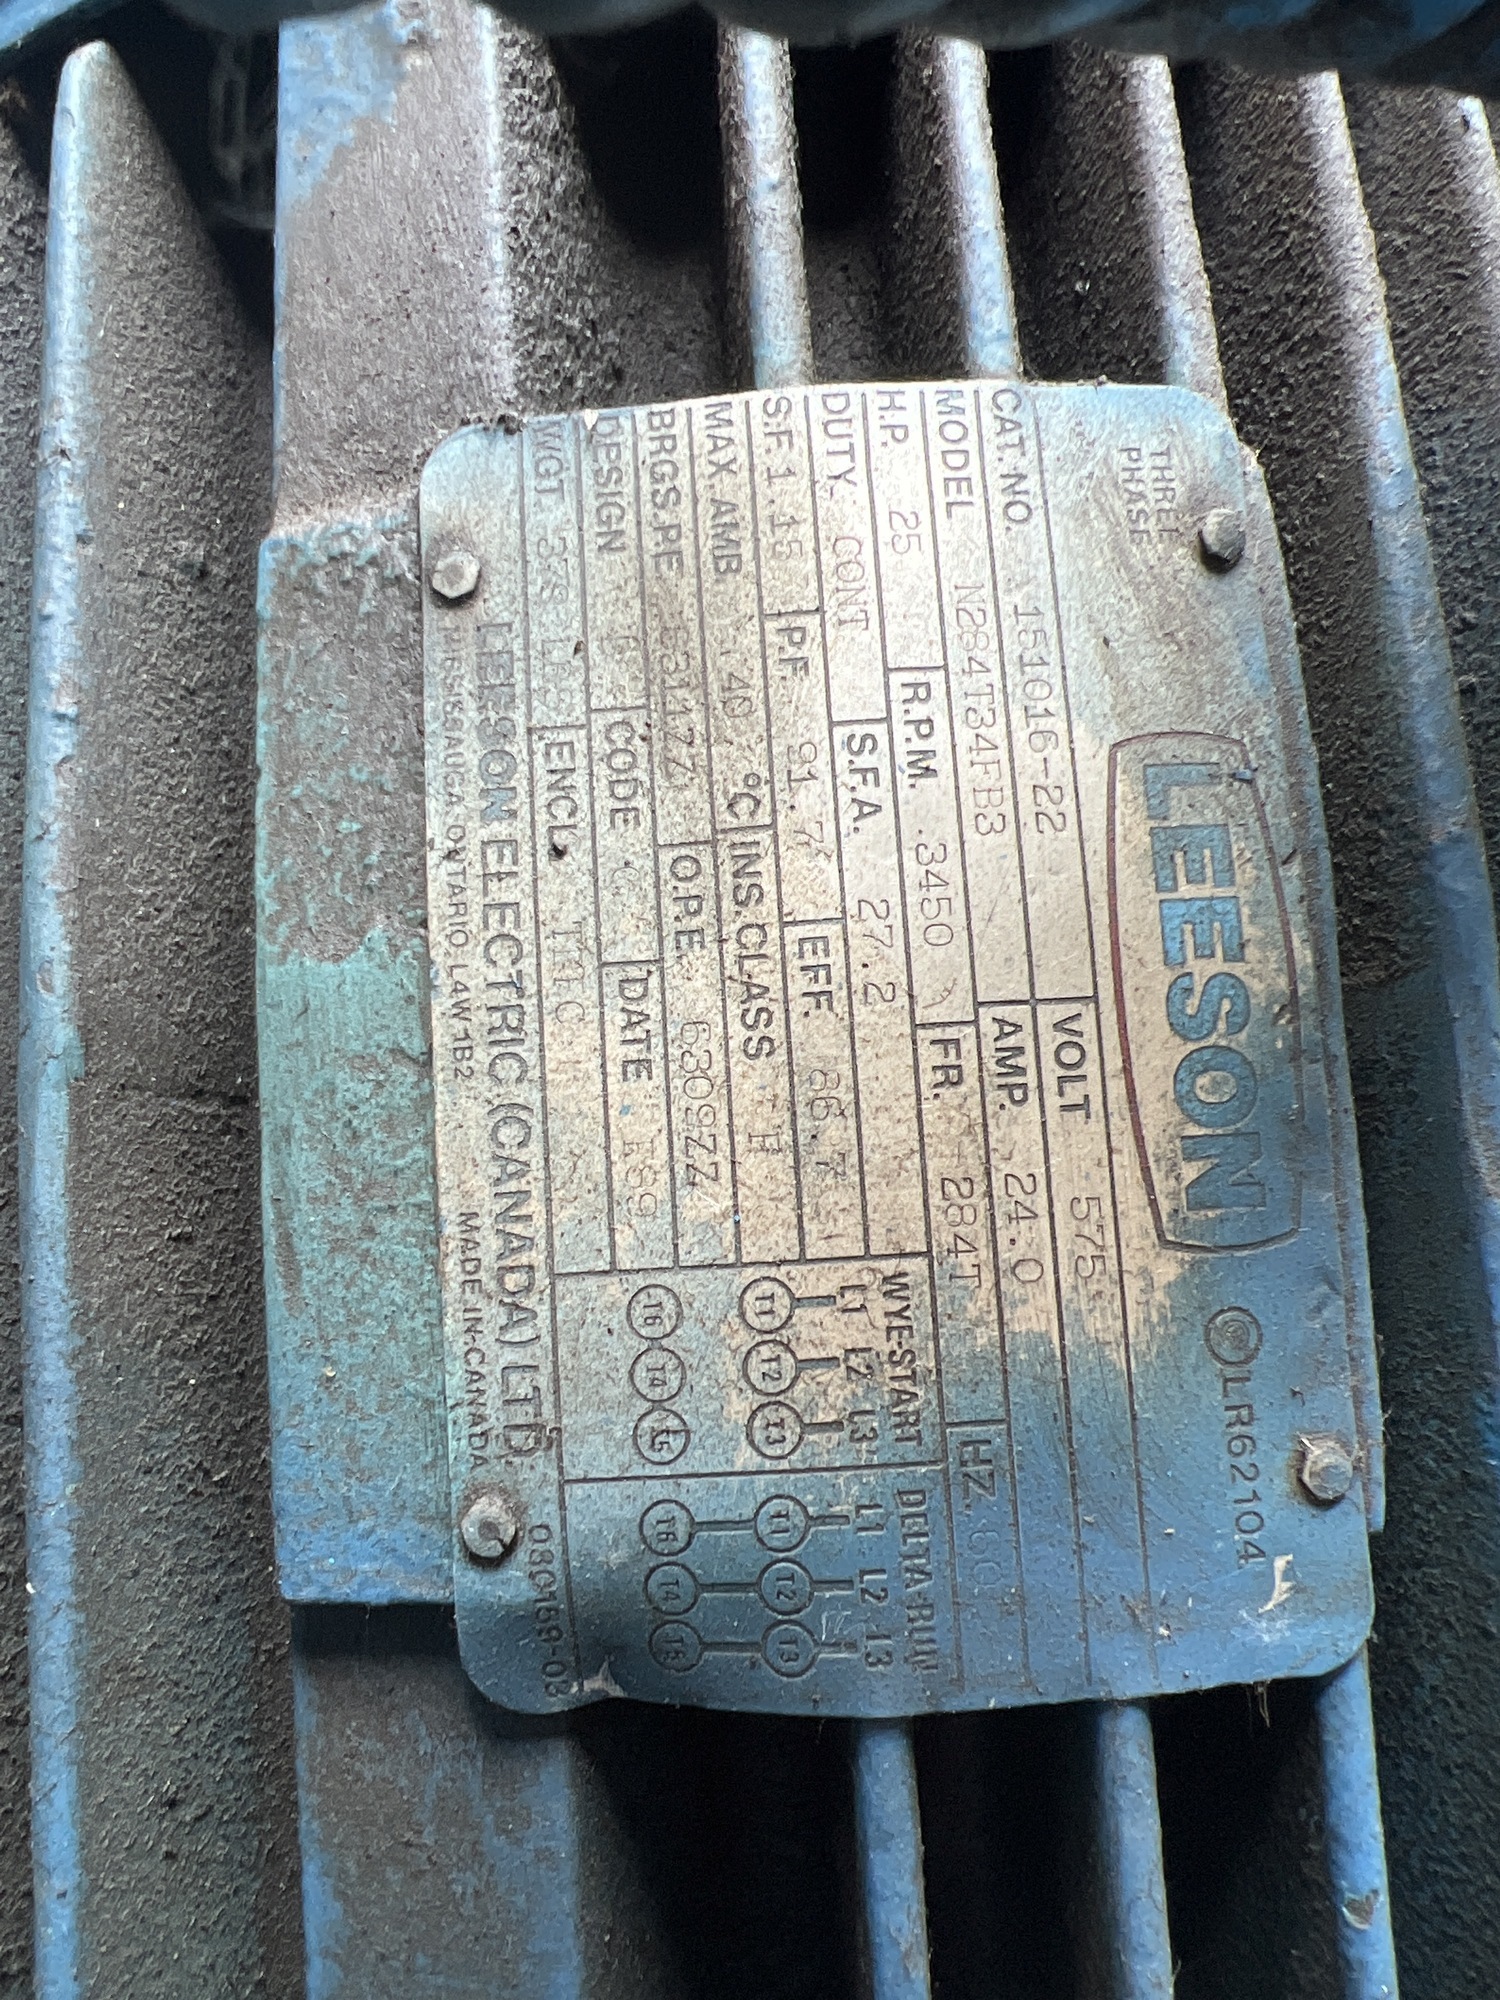 THREE
PHASE
LEESON
LR62104
CAT. NO. 151016-22 VOLT 575
MODEL N284T34FB3 AMP. 24.0
H.P. 25 R.P.M. 3450 FR. 284T HZ. 60
DUTY CONT S.F.A. 27.2
S.F. 1.15 P.F. 91.7 EFF. 86.7
MAX. AMB. 40 °C INS. CLASS
BRGS. PE O.P.E. 6309ZZ
DESIGN CODE DATE
WGT. ENCL.
WYE-START DELTA-RUN
L1 L2 L3 L1 L2 L3
T1 T2 T3 T1 T2 T3
T6 T4 T5 T6 T4 T5
LEESON ELECTRIC (CANADA) LTD.
MISSISSAUGA, ONTARIO, L4W-1B2 MADE IN CANADA